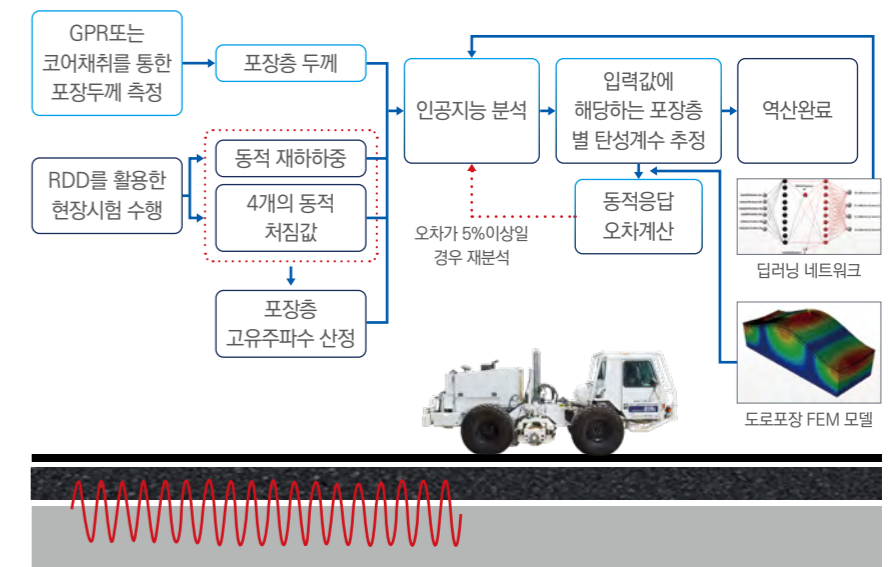 GPR또는
코어채취를 통한
포장두께 측정
포장층 두께
인공지능 분석
입력값에
해당하는 포장층
별 탄성계수 추정
역산완료
RDD를 활용한
현장시험 수행
동적 재하하중
4개의 동적
처짐값
포장층
고유주파수 산정
오차가 5%이상일
경우 재분석
동적응답
오차계산
딥러닝 네트워크
도로포장 FEM 모델